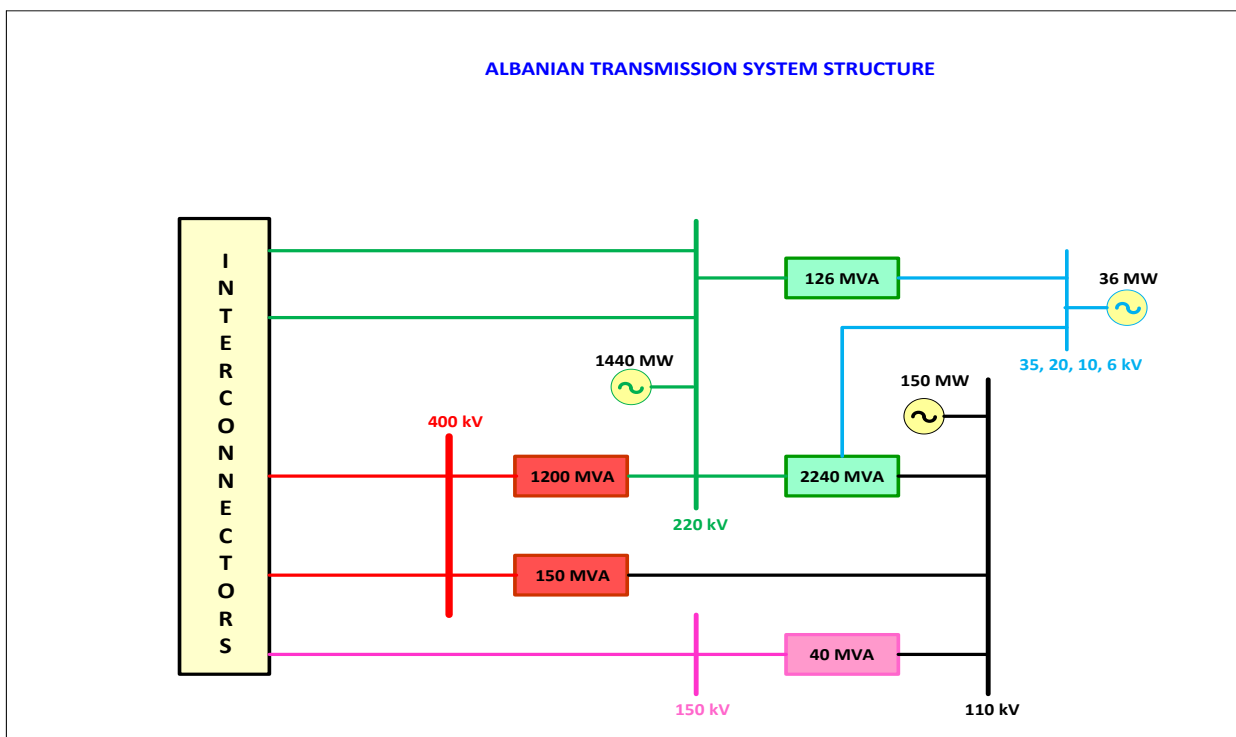 ALBANIAN TRANSMISSION SYSTEM STRUCTURE
INTERCONNECTORS
126 MVA
36 MW
35, 20, 10, 6 kV
1440 MW
150 MW
400 kV
1200 MVA
2240 MVA
220 kV
150 MVA
40 MVA
150 kV
110 kV